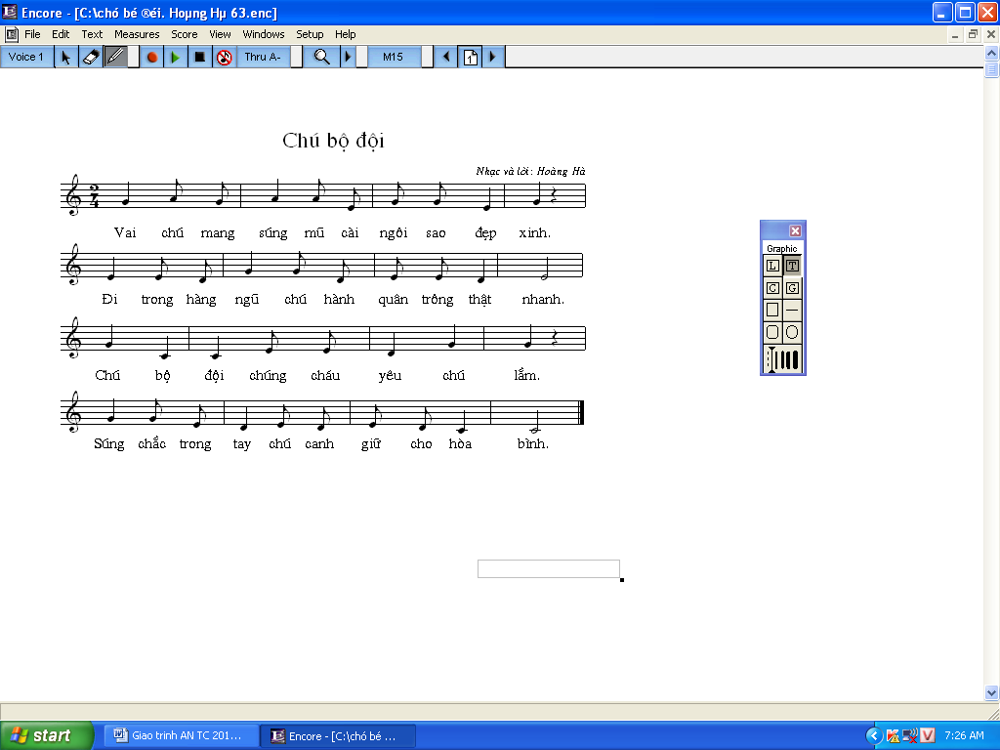 Encore - [C:\chó bé ®éi. Hoµng Hµ 63.enc]
File Edit Text Measures Score View Windows Setup Help
Voice 1 Thru A- M15 1
Chú bộ đội
Nhạc và lời: Hoàng Hà
2
4
Vai chú mang súng mũ cài ngôi sao đẹp xinh.
Đi trong hàng ngũ chú hành quân trông thật nhanh.
Chú bộ đội chúng cháu yêu chú lắm.
Súng chắc trong tay chú canh giữ cho hòa bình.
Graphic
L T
C G
start Giao trinh AN TC 201... Encore - [C:\chó bé ... V 7:26 AM